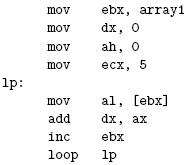 mov ebx, array1
mov dx, 0
mov ah, 0
mov ecx, 5
lp:
mov al, [ebx]
add dx, ax
inc ebx
loop lp